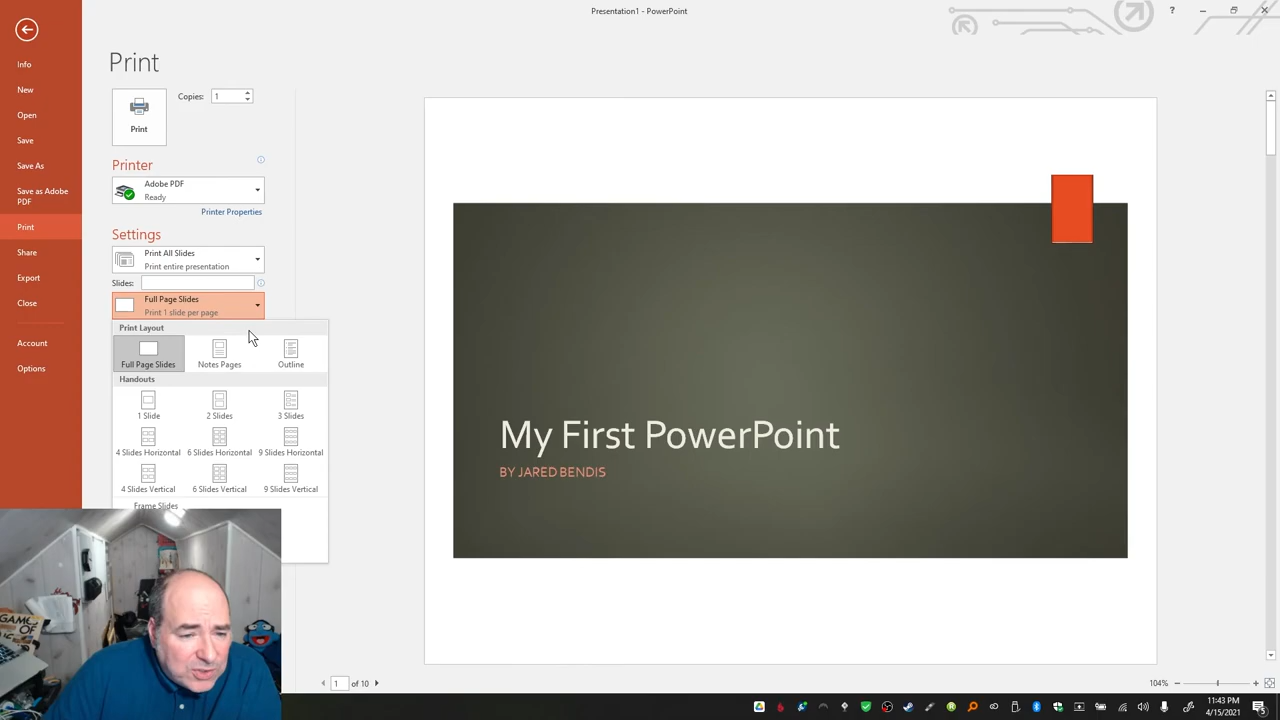 Presentation1 - PowerPoint
?
Info
New
Open
Save
Save As
Save as Adobe
PDF
Print
Share
Export
Close
Account
Options
Print
Print
Copies: 1
Printer
Adobe PDF
Ready
Printer Properties
Settings
Print All Slides
Print entire presentation
Slides:
Full Page Slides
Print 1 slide per page
Print Layout
Full Page Slides
Notes Pages
Outline
Handouts
1 Slide
2 Slides
3 Slides
4 Slides Horizontal
6 Slides Horizontal
9 Slides Horizontal
4 Slides Vertical
6 Slides Vertical
9 Slides Vertical
Frame Slides
My First PowerPoint
BY JARED BENDIS
GAME
OF
1 of 10
104%
11:43 PM
4/15/2021